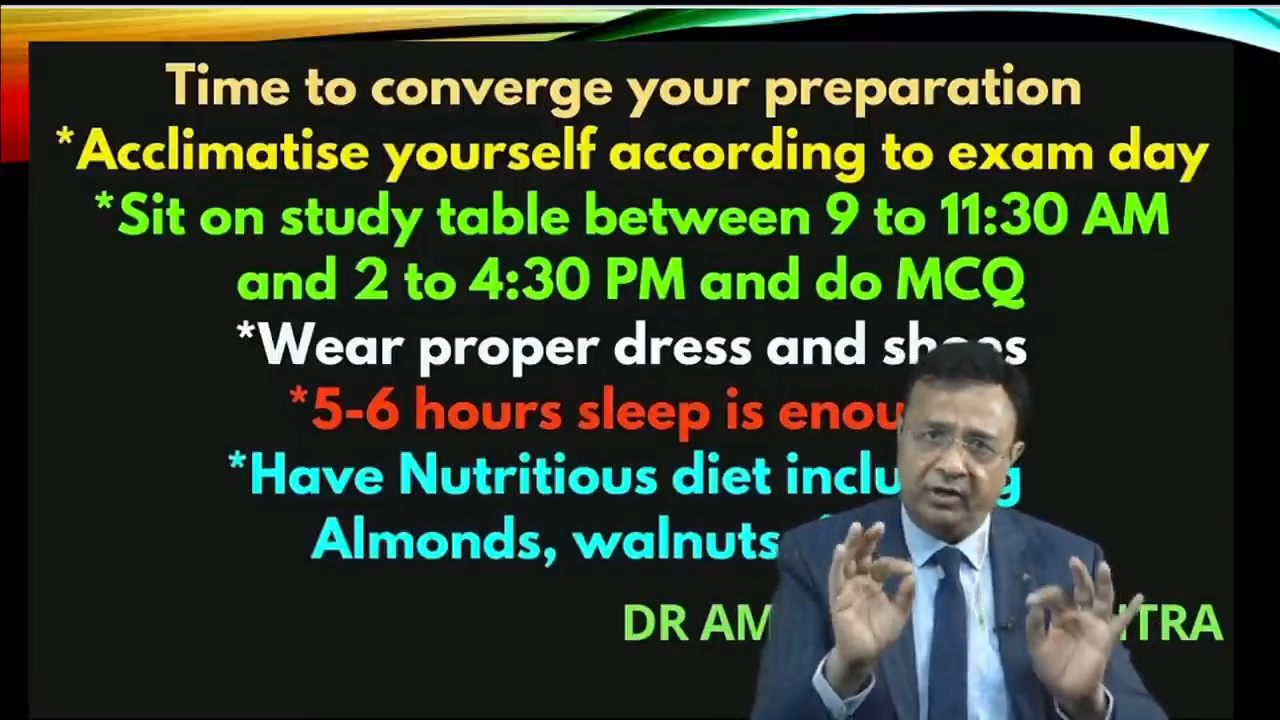 Time to converge your preparation
*Acclimatise yourself according to exam day
*Sit on study table between 9 to 11:30 AM
and 2 to 4:30 PM and do MCQ
*Wear proper dress and shoes
*5-6 hours sleep is
*Have Nutritious diet including
Almonds, walnuts
DR